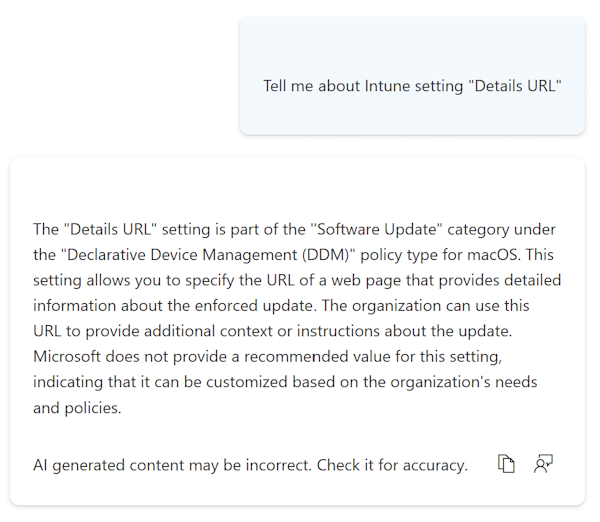 Tell me about Intune setting "Details URL"
The "Details URL" setting is part of the "Software Update" category under
the "Declarative Device Management (DDM)" policy type for macOS. This
setting allows you to specify the URL of a web page that provides detailed
information about the enforced update. The organization can use this
URL to provide additional context or instructions about the update.
Microsoft does not provide a recommended value for this setting,
indicating that it can be customized based on the organization's needs
and policies.
AI generated content may be incorrect. Check it for accuracy.